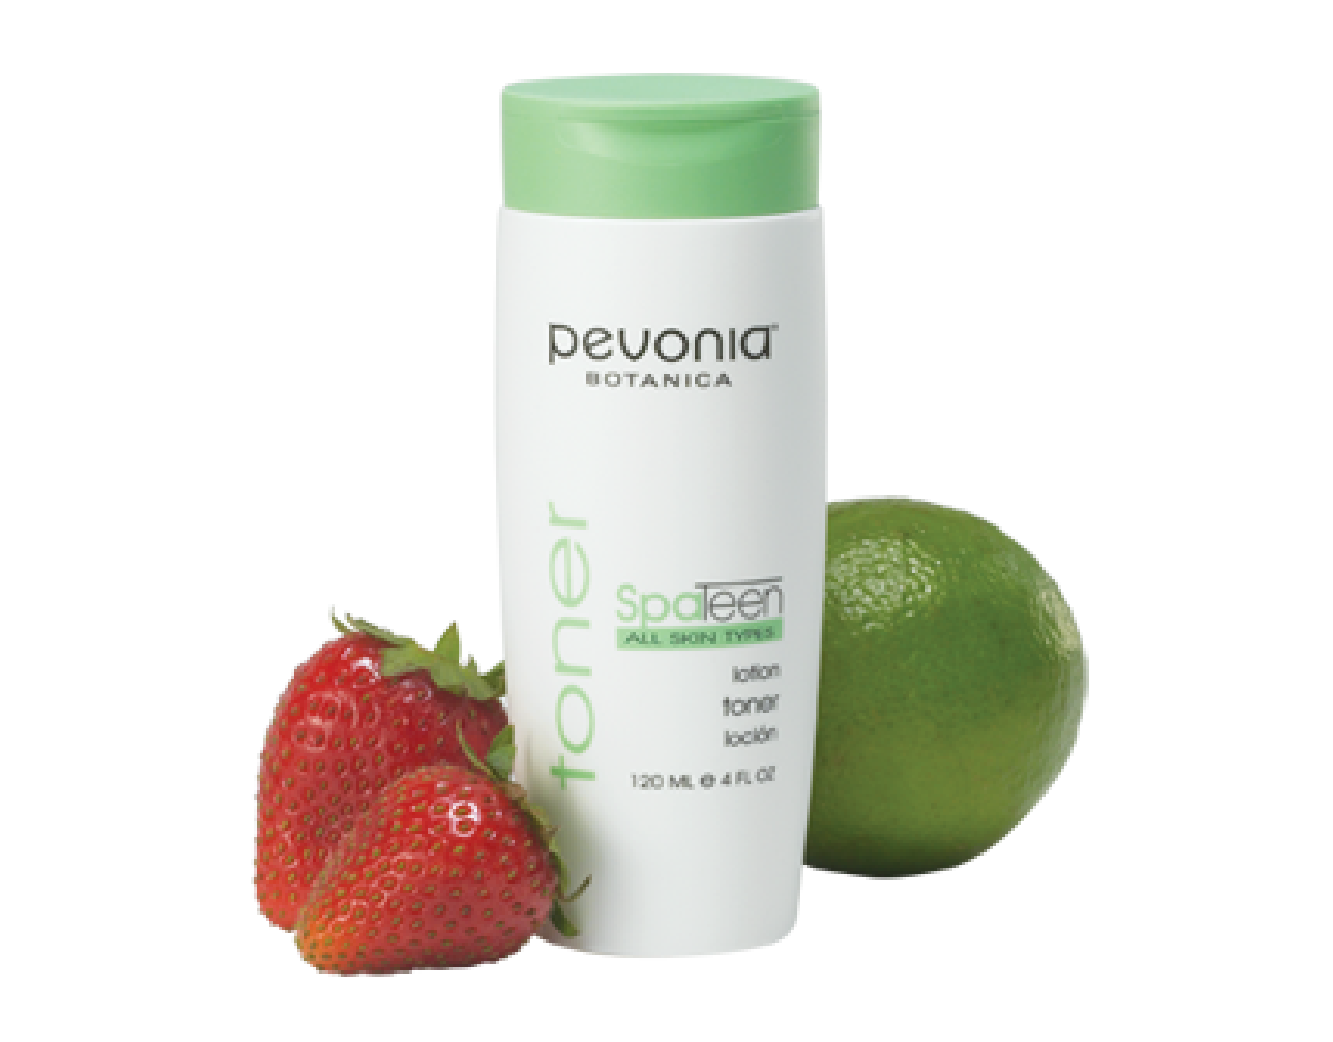 pevonia
BOTANICA
toner
SpaTeen
ALL SKIN TYPES
lotion
toner
loción
120 ML e 4 FL OZ